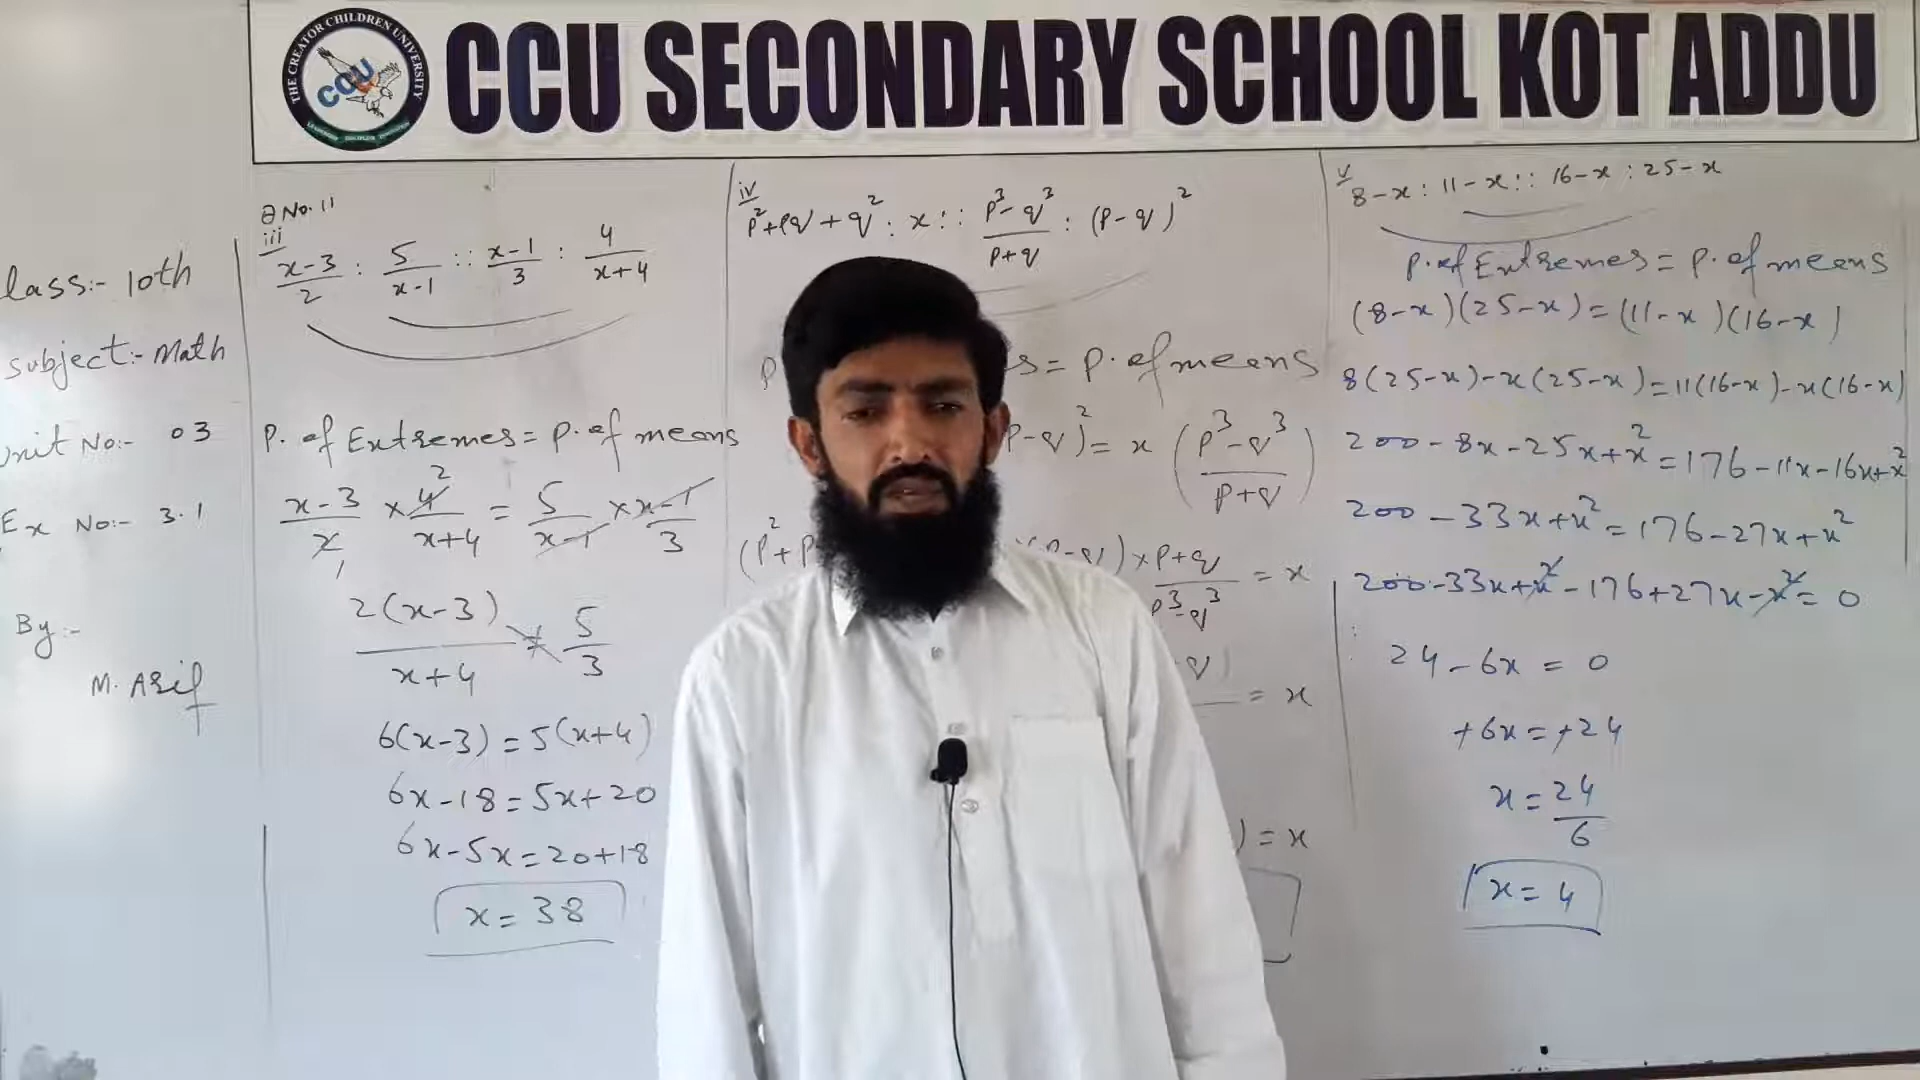 THE CREATOR CHILDREN UNIVERSITY
CCU
CCU SECONDARY SCHOOL KOT ADDU
lass:- 10th
subject:- Math
Unit No:- 03
Ex No:- 3.1
By:-
M. Asif
Q No. 11
iii
x-3/2 : 5/x-1 :: x-1/3 : 4/x+4
P. of Extremes = P. of means
x-3/2 × 4²/x+4 = 5/x-1 × x-1/3
2(x-3)/x+4 = 5/3
6(x-3) = 5(x+4)
6x-18 = 5x+20
6x-5x = 20+18
x = 38
iv
p²+pq+q² : x :: p³-q³/p+q : (p-q)²
P s = P. of means
p-q)² = x (p³-q³/p+q)
(p²+p (p-q) × p+q/p³-q³ = x
q) = x
) = x
v
8-x : 11-x :: 16-x : 25-x
P. of Extremes = P. of means
(8-x)(25-x) = (11-x)(16-x)
8(25-x)-x(25-x) = 11(16-x)-x(16-x)
200-8x-25x+x² = 176-11x-16x+x²
200-33x+x² = 176-27x+x²
200-33x+x²-176+27x-x² = 0
24-6x = 0
+6x = +24
x = 24/6
x = 4